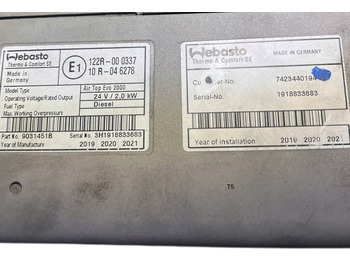 Webasto
Thermo & Comfort SE
Made in
Germany
E1
122R-00 0337
10 R-04 6278
Model Type Air Top Evo 2000
Operating Voltage/Rated Output 24 V / 2.0 kW
Fuel Type Diesel
Max. Working Overpressure
Part No. 9031451B Serial-No. 3H1918833683
Year of Manufacture 2019 2020 2021
Webasto
Thermo & Comfort SE
MADE IN GERMANY
-No. 742344019
Serial-No. 1918833683
Year of Installation 2019 2020 2021
T5